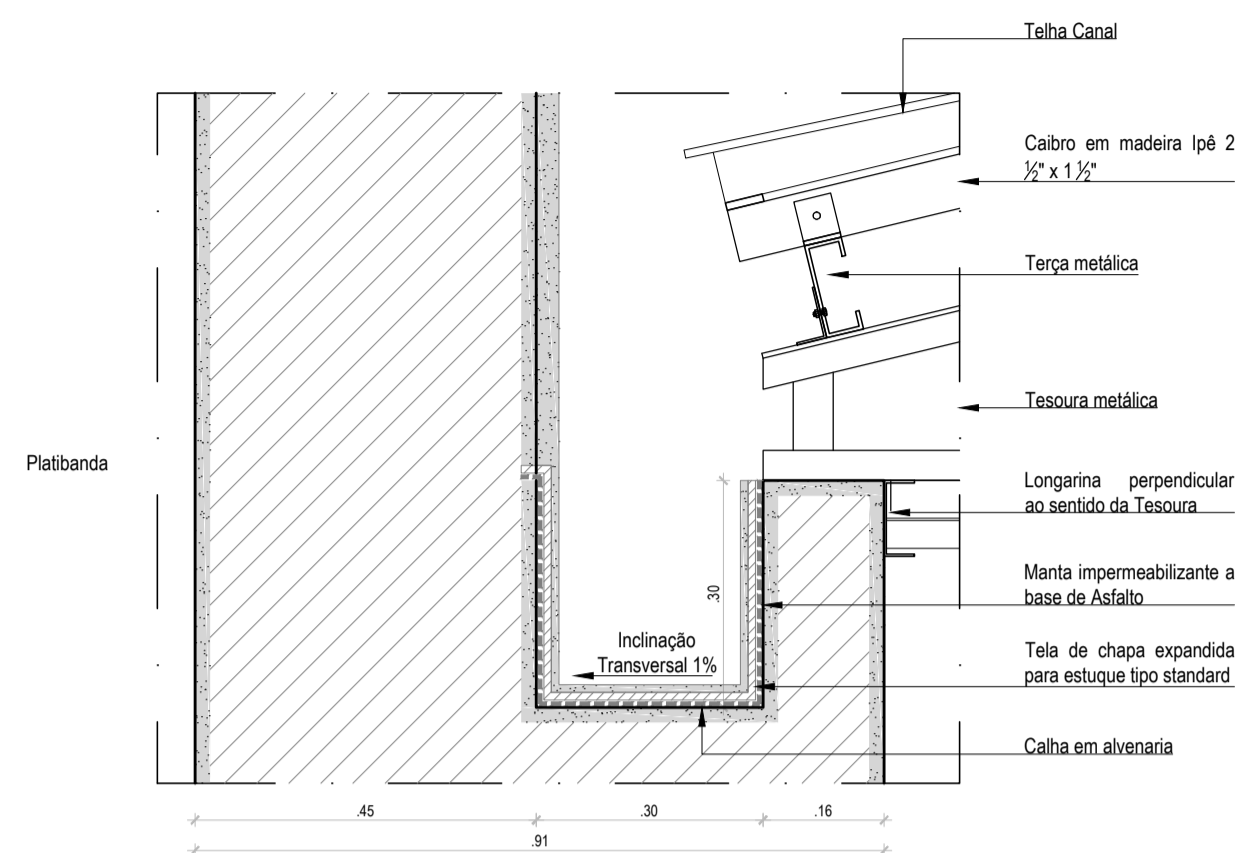 Telha Canal
Caibro em madeira Ipê 2
½" x 1 ½"
Terça metálica
Tesoura metálica
Platibanda
Longarina perpendicular
ao sentido da Tesoura
Manta impermeabilizante a
base de Asfalto
.30
Inclinação
Transversal 1%
Tela de chapa expandida
para estuque tipo standard
Calha em alvenaria
.45
.30
.16
.91